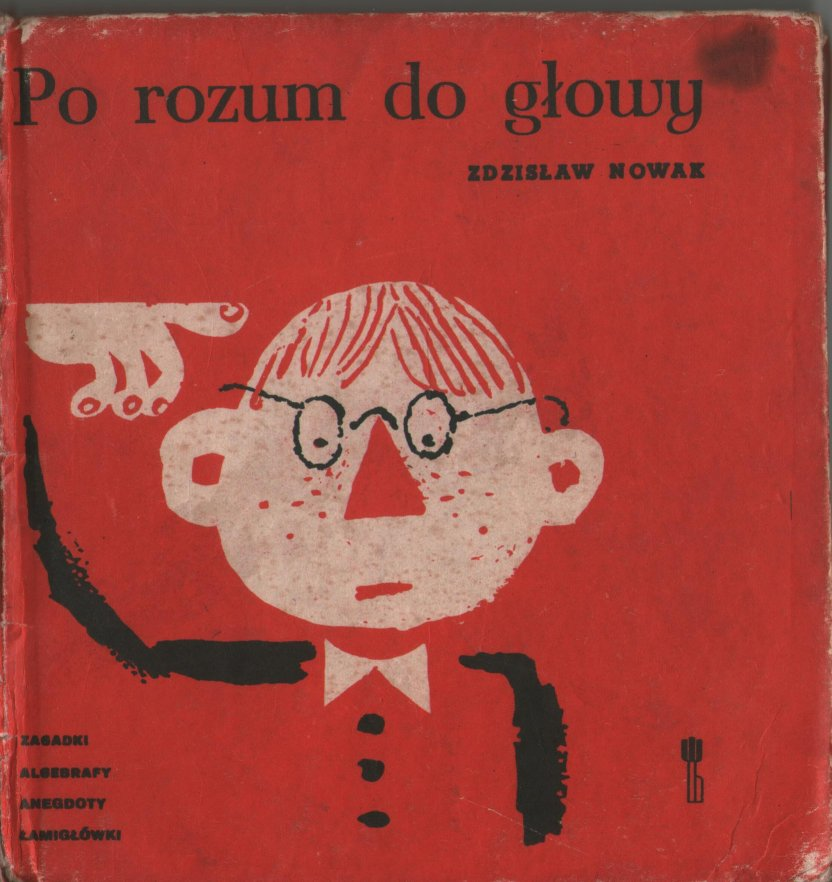 Po rozum do głowy
ZDZISŁAW NOWAK
ZAGADKI
ALGEBRAFY
ANEGDOTY
ŁAMIGŁÓWKI